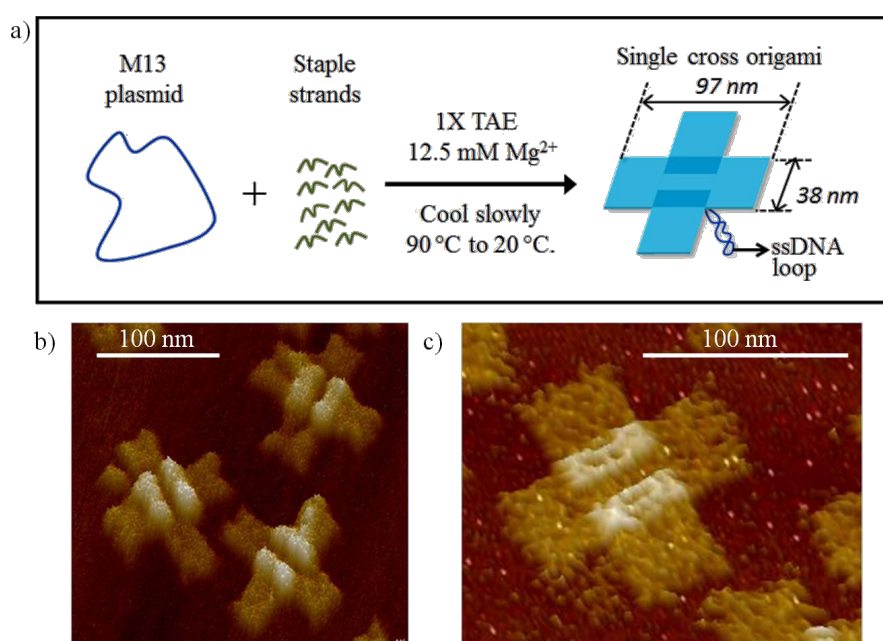 a)
M13
plasmid
+
Staple
strands
1X TAE
12.5 mM Mg²⁺
Cool slowly
90 °C to 20 °C.
Single cross origami
97 nm
38 nm
ssDNA
loop
b)
100 nm
c)
100 nm